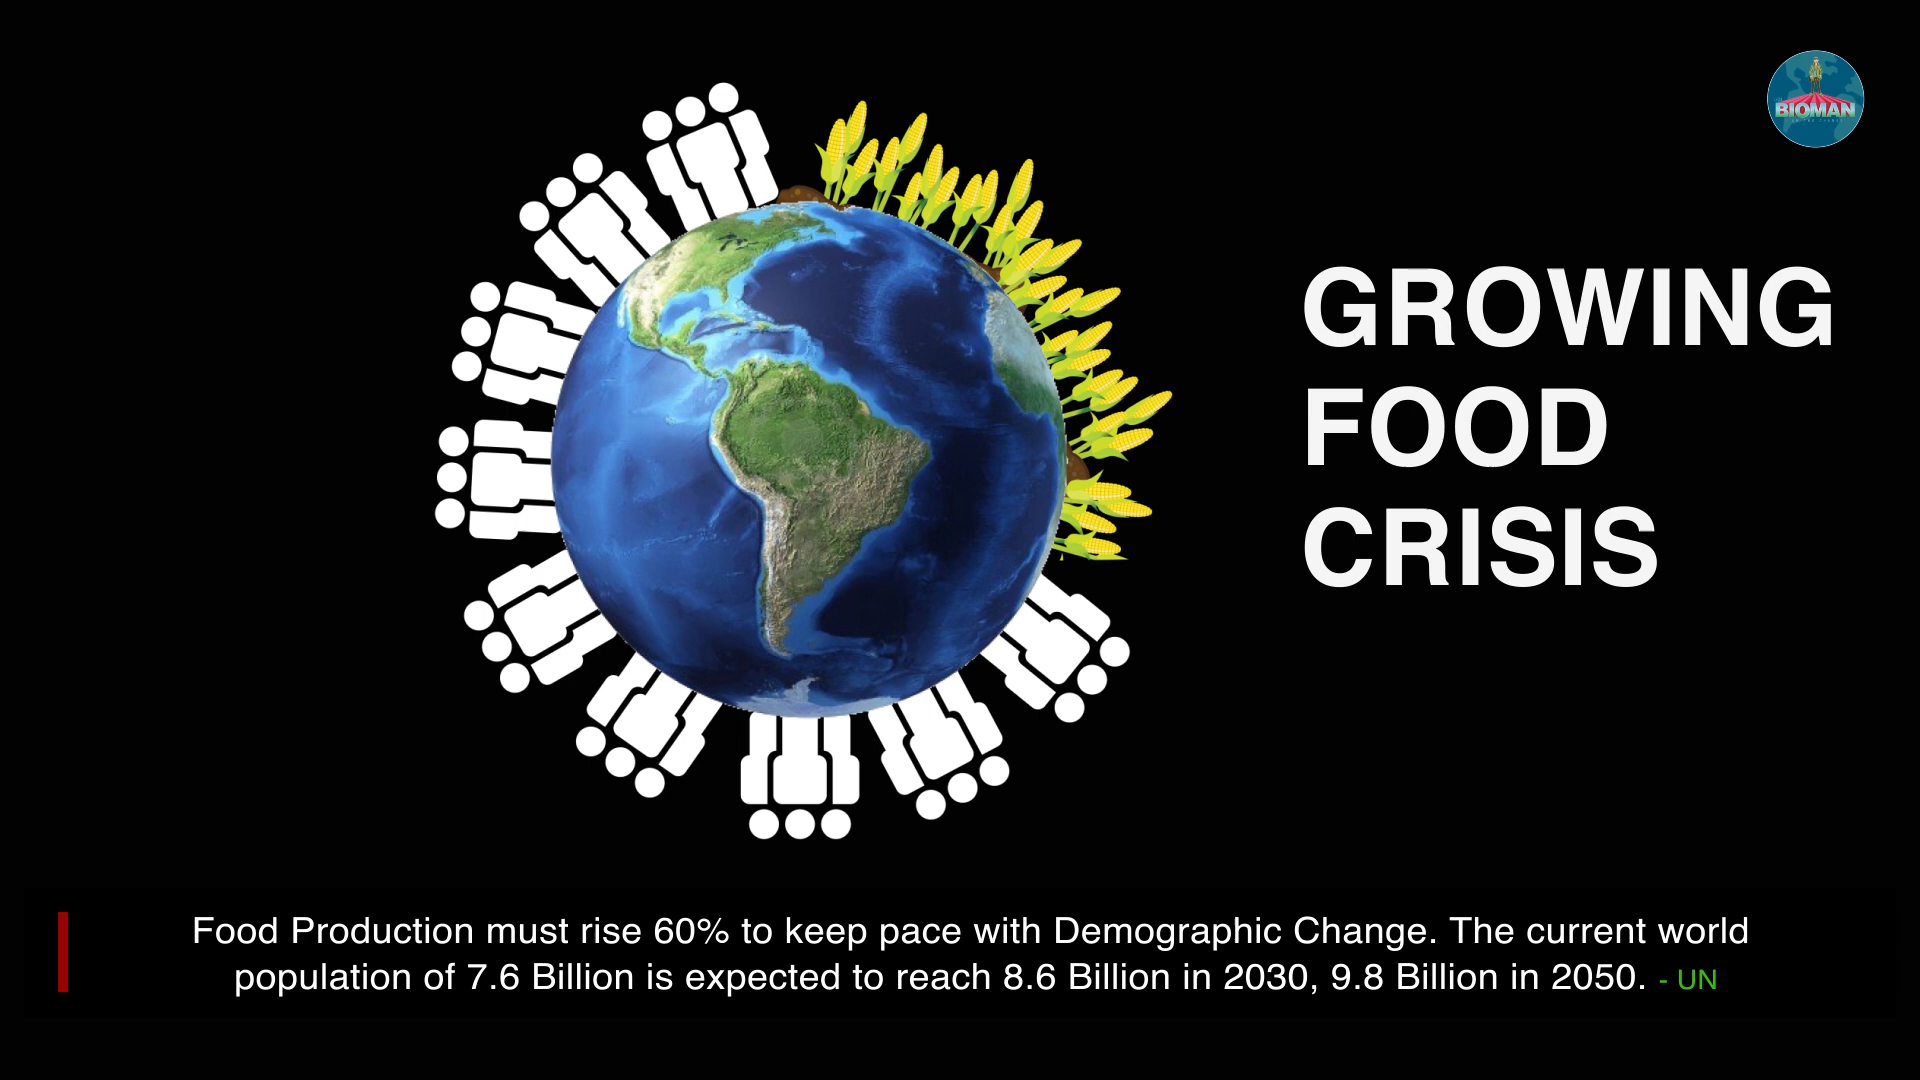 BIOMAN
GROWING
FOOD
CRISIS
Food Production must rise 60% to keep pace with Demographic Change. The current world
population of 7.6 Billion is expected to reach 8.6 Billion in 2030, 9.8 Billion in 2050. - UN